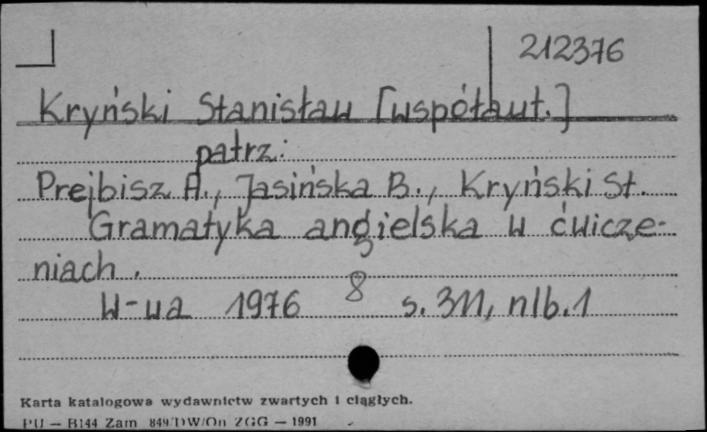 212376
Kryński Stanisław [współaut.]
patrz:
Prejbisz A., Jasińska B., Kryński St.
Gramatyka angielska w ćwicze-
niach.
W-wa 1976 8 s. 311, nlb. 1
Karta katalogowa wydawnictw zwartych i ciągłych.
PU — B144 Zam 849/DW/On ZGG — 1991